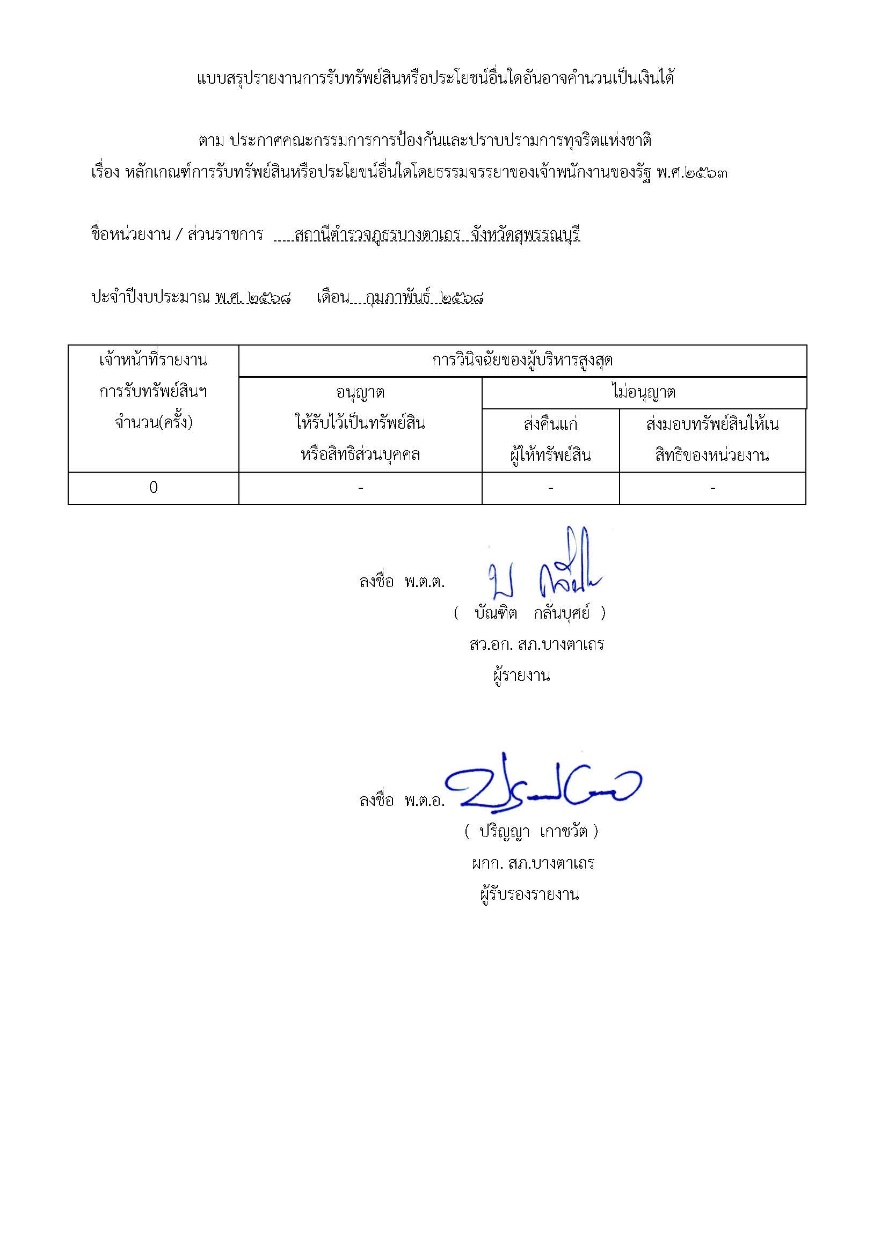 แบบสรุปรายงานการรับทรัพย์สินหรือประโยชน์อื่นใดอันอาจคำนวนเป็นเงินได้
ตาม ประกาศคณะกรรมการการป้องกันและปราบปรามการทุจริตแห่งชาติ
เรื่อง หลักเกณฑ์การรับทรัพย์สินหรือประโยชน์อื่นใดโดยธรรมจรรยาของเจ้าพนักงานของรัฐ พ.ศ.๒๕๖๓
ชื่อหน่วยงาน / ส่วนราชการ สถานีตำรวจภูธรบางตาเถร จังหวัดสุพรรณบุรี
ปะจำปีงบประมาณ พ.ศ. ๒๕๖๘ เดือน กุมภาพันธ์ ๒๕๖๘
เจ้าหน้าที่รายงาน
การรับทรัพย์สินฯ
จำนวน(ครั้ง)
การวินิจฉัยของผู้บริหารสูงสุด
อนุญาต
ให้รับไว้เป็นทรัพย์สิน
หรือสิทธิส่วนบุคคล
ไม่อนุญาต
ส่งคืนแก่
ผู้ให้ทรัพย์สิน
ส่งมอบทรัพย์สินให้เน
สิทธิของหน่วยงาน
0 - - -
ลงชื่อ พ.ต.ต.
( บัณฑิต กลันบุศย์ )
สว.อก. สภ.บางตาเถร
ผู้รายงาน
ลงชื่อ พ.ต.อ.
( ปริญญา เกาชวัต )
ผกก. สภ.บางตาเถร
ผู้รับรองรายงาน